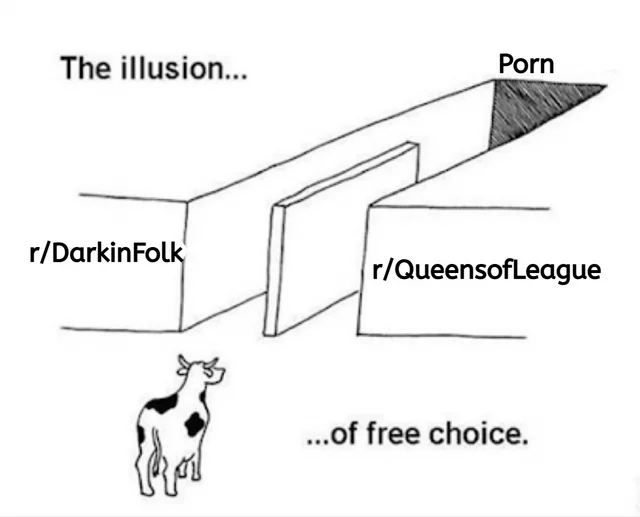 The illusion...
Porn
r/DarkinFolk
r/QueensofLeague
...of free choice.